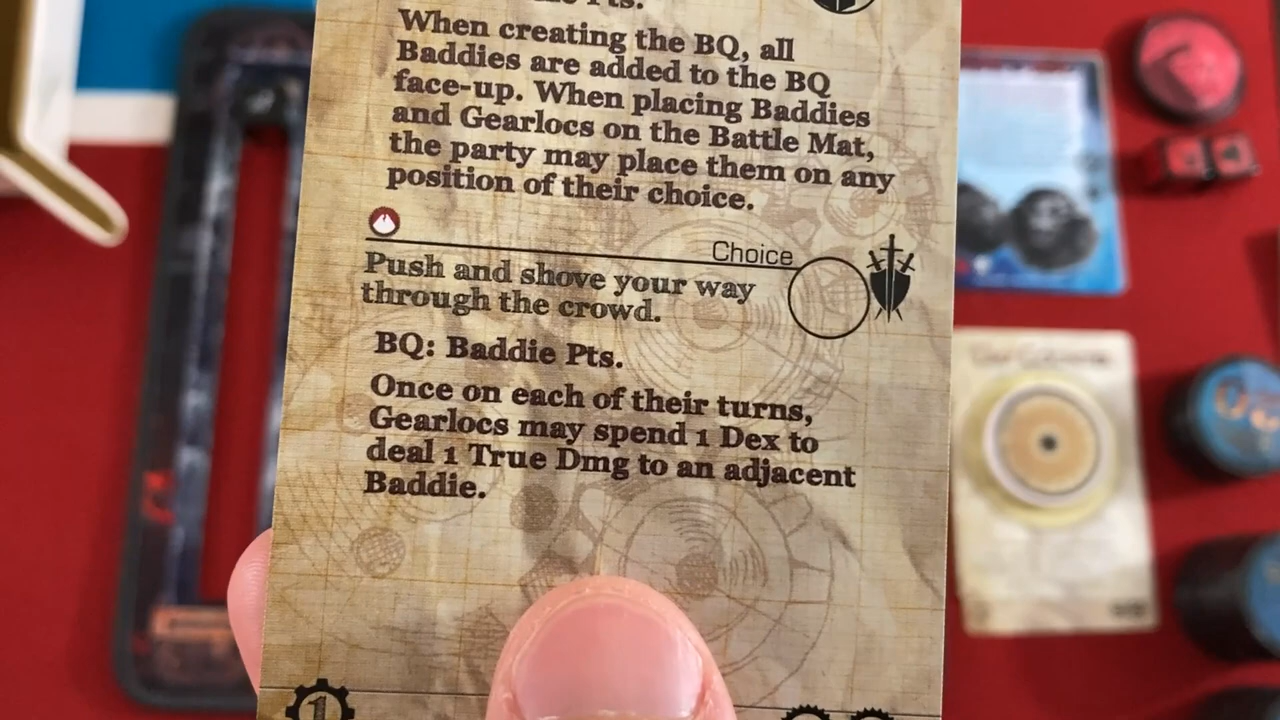 Pts.
When creating the BQ, all
Baddies are added to the BQ
face-up. When placing Baddies
and Gearlocs on the Battle Mat,
the party may place them on any
position of their choice.
Choice
Push and shove your way
through the crowd.
BQ: Baddie Pts.
Once on each of their turns,
Gearlocs may spend 1 Dex to
deal 1 True Dmg to an adjacent
Baddie.
1